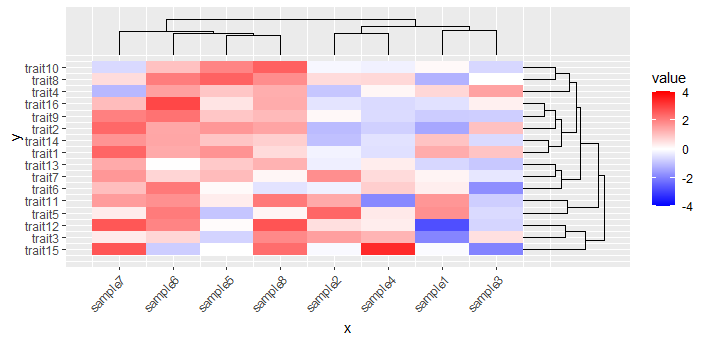 trait10
trait8
trait4
trait16
trait9
trait2
trait14
trait1
trait13
trait7
trait6
trait11
trait5
trait12
trait3
trait15
y
sample7
sample6
sample5
sample8
sample2
sample4
sample1
sample3
x
value
4
2
0
-2
-4